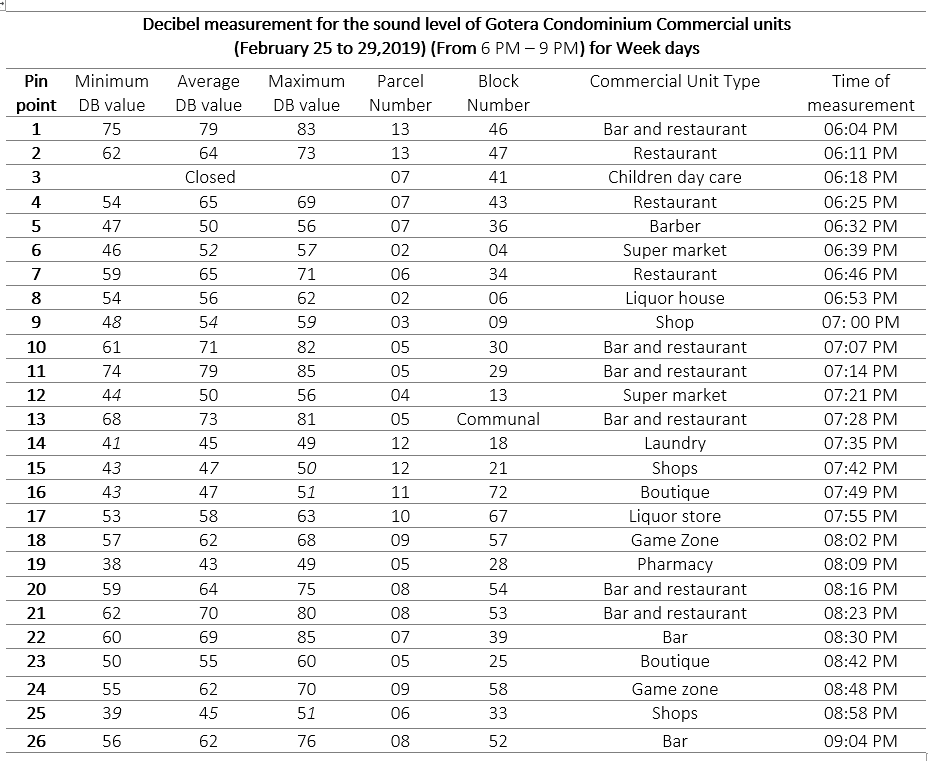 Decibel measurement for the sound level of Gotera Condominium Commercial units
(February 25 to 29,2019) (From 6 PM – 9 PM) for Week days
Pin point Minimum DB value Average DB value Maximum DB value Parcel Number Block Number Commercial Unit Type Time of measurement
1 75 79 83 13 46 Bar and restaurant 06:04 PM
2 62 64 73 13 47 Restaurant 06:11 PM
3 Closed 07 41 Children day care 06:18 PM
4 54 65 69 07 43 Restaurant 06:25 PM
5 47 50 56 07 36 Barber 06:32 PM
6 46 52 57 02 04 Super market 06:39 PM
7 59 65 71 06 34 Restaurant 06:46 PM
8 54 56 62 02 06 Liquor house 06:53 PM
9 48 54 59 03 09 Shop 07: 00 PM
10 61 71 82 05 30 Bar and restaurant 07:07 PM
11 74 79 85 05 29 Bar and restaurant 07:14 PM
12 44 50 56 04 13 Super market 07:21 PM
13 68 73 81 05 Communal Bar and restaurant 07:28 PM
14 41 45 49 12 18 Laundry 07:35 PM
15 43 47 50 12 21 Shops 07:42 PM
16 43 47 51 11 72 Boutique 07:49 PM
17 53 58 63 10 67 Liquor store 07:55 PM
18 57 62 68 09 57 Game Zone 08:02 PM
19 38 43 49 05 28 Pharmacy 08:09 PM
20 59 64 75 08 54 Bar and restaurant 08:16 PM
21 62 70 80 08 53 Bar and restaurant 08:23 PM
22 60 69 85 07 39 Bar 08:30 PM
23 50 55 60 05 25 Boutique 08:42 PM
24 55 62 70 09 58 Game zone 08:48 PM
25 39 45 51 06 33 Shops 08:58 PM
26 56 62 76 08 52 Bar 09:04 PM